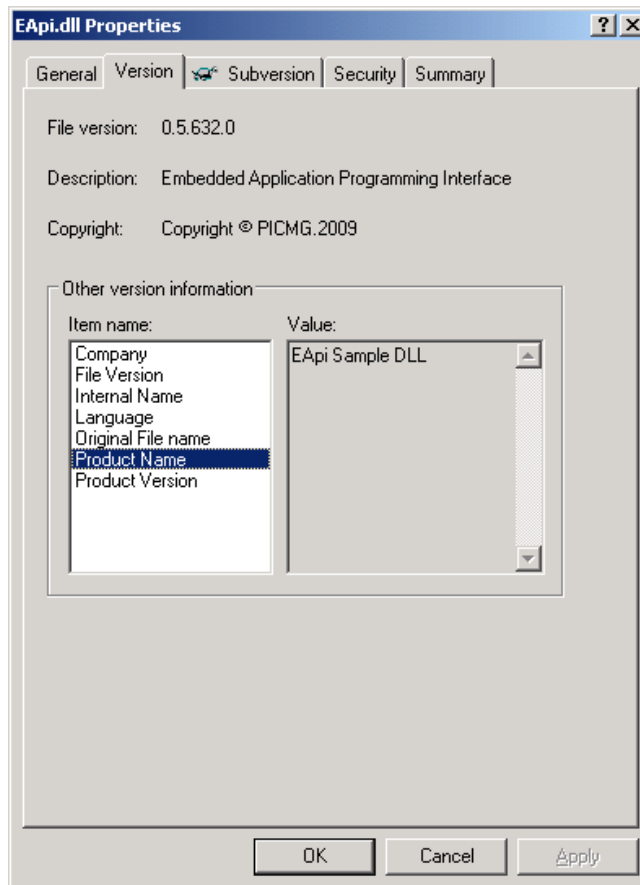 EApi.dll Properties
General Version Subversion Security Summary
File version: 0.5.632.0
Description: Embedded Application Programming Interface
Copyright: Copyright © PICMG.2009
Other version information
Item name: Value:
Company EApi Sample DLL
File Version
Internal Name
Language
Original File name
Product Name
Product Version
OK Cancel Apply